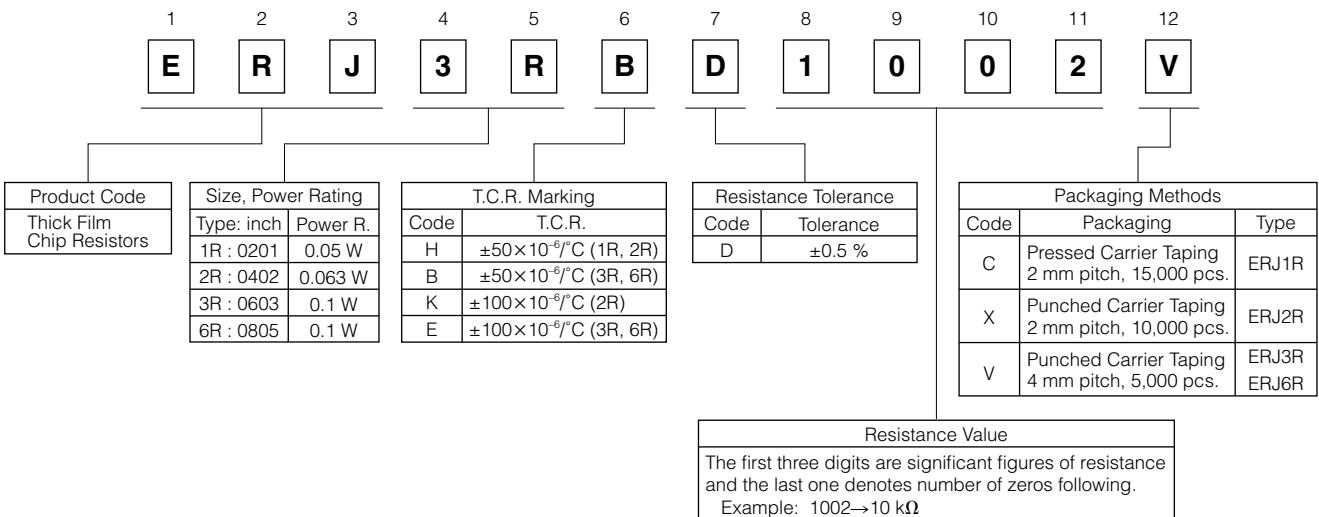 1 2 3 4 5 6 7 8 9 10 11 12
E R J 3 R B D 1 0 0 2 V
Product Code
Thick Film
Chip Resistors
Size, Power Rating
Type: inch Power R.
1R : 0201 0.05 W
2R : 0402 0.063 W
3R : 0603 0.1 W
6R : 0805 0.1 W
T.C.R. Marking
Code T.C.R.
H ±50×10⁻⁶/°C (1R, 2R)
B ±50×10⁻⁶/°C (3R, 6R)
K ±100×10⁻⁶/°C (2R)
E ±100×10⁻⁶/°C (3R, 6R)
Resistance Tolerance
Code Tolerance
D ±0.5 %
Packaging Methods
Code Packaging Type
C Pressed Carrier Taping
2 mm pitch, 15,000 pcs. ERJ1R
X Punched Carrier Taping
2 mm pitch, 10,000 pcs. ERJ2R
V Punched Carrier Taping
4 mm pitch, 5,000 pcs. ERJ3R
ERJ6R
Resistance Value
The first three digits are significant figures of resistance
and the last one denotes number of zeros following.
Example: 1002→10 kΩ